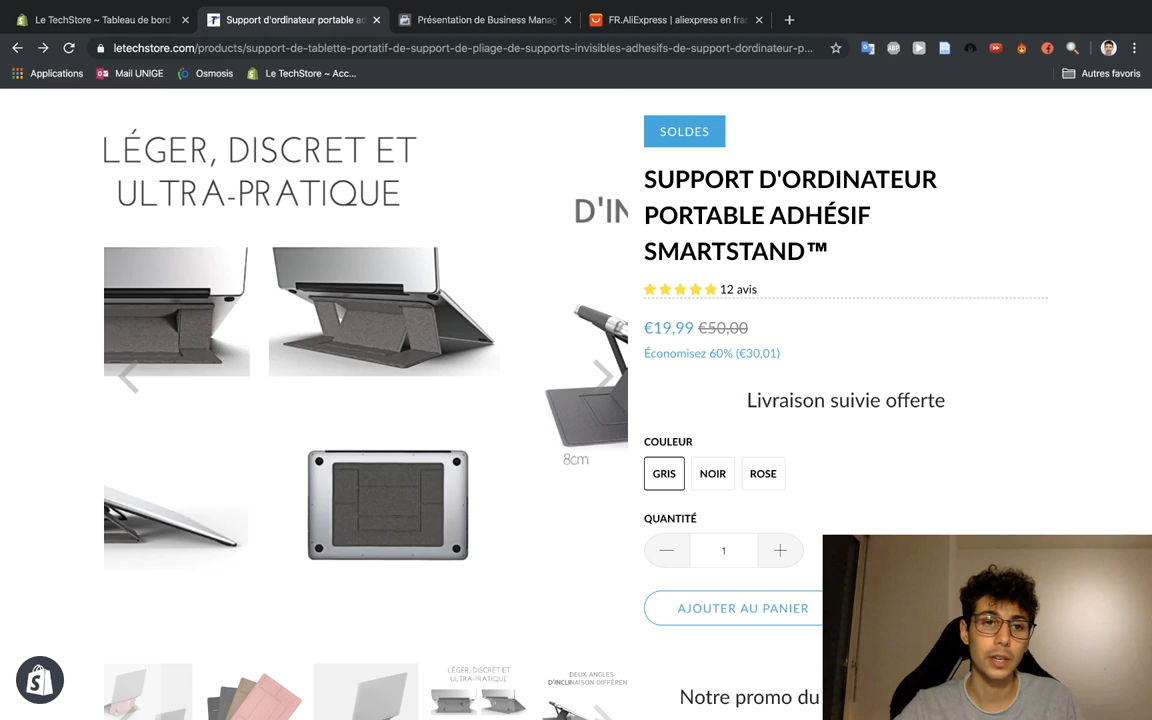 Le TechStore ~ Tableau de bord
Support d'ordinateur portable ad
Présentation de Business Manag
FR.AliExpress | aliexpress en fran
letechstore.com/products/support-de-tablette-portatif-de-support-de-pliage-de-supports-invisibles-adhesifs-de-support-dordinateur-p...
Applications
Mail UNIGE
Osmosis
Le TechStore ~ Acc...
Autres favoris
LÉGER, DISCRET ET
ULTRA-PRATIQUE
D'IN
8cm
SOLDES
SUPPORT D'ORDINATEUR
PORTABLE ADHÉSIF
SMARTSTAND™
12 avis
€19,99 €50,00
Économisez 60% (€30,01)
Livraison suivie offerte
COULEUR
GRIS NOIR ROSE
QUANTITÉ
— 1 +
AJOUTER AU PANIER
Notre promo du
LÉGER, DISCRET ET
ULTRA-PRATIQUE
DEUX ANGLES
D'INCLINAISON DIFFÉREN